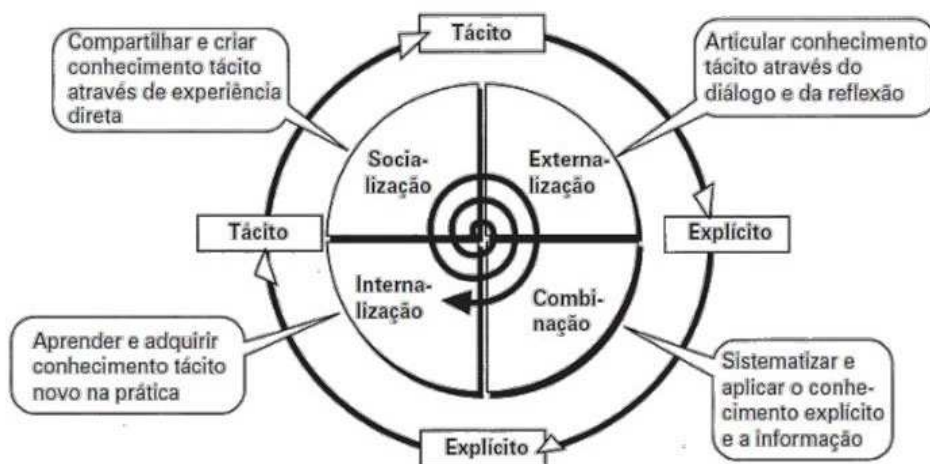 Tácito
Compartilhar e criar
conhecimento tácito
através de experiência
direta
Articular conhecimento
tácito através do
diálogo e da reflexão
Socia-
lização
Externa-
lização
Tácito
Explícito
Interna-
lização
Combi-
nação
Aprender e adquirir
conhecimento tácito
novo na prática
Sistematizar e
aplicar o conhe-
cimento explícito
e a informação
Explícito